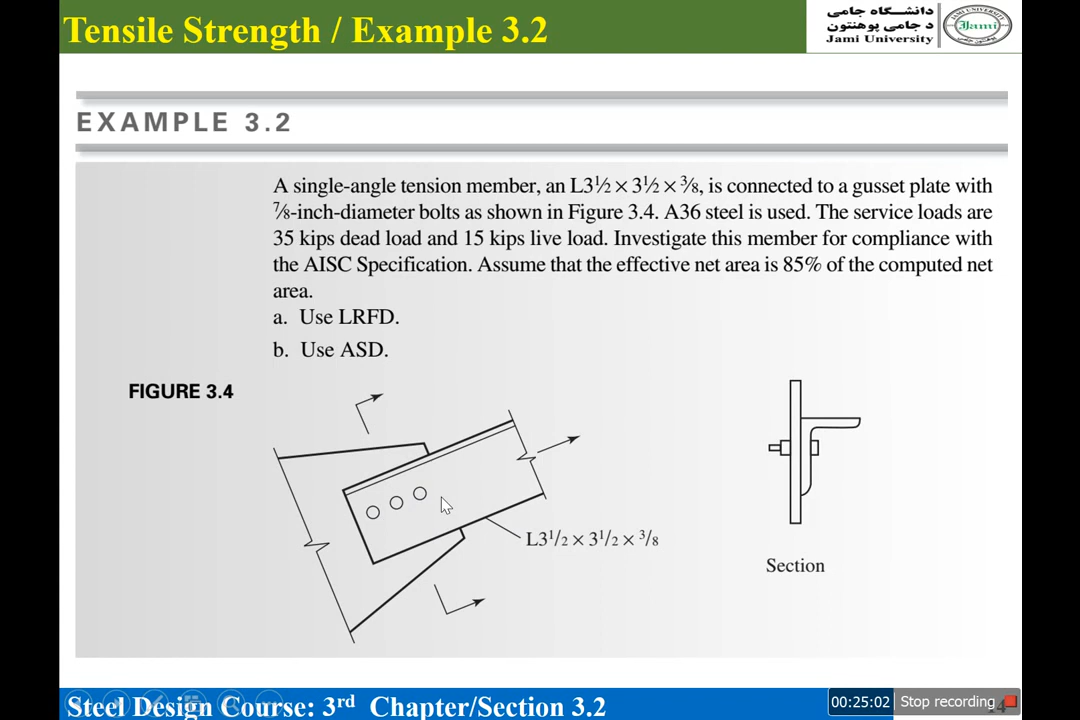 Tensile Strength / Example 3.2
دانشگاه جامی
د جامی پوهنتون
Jami University
Jami
EXAMPLE 3.2
A single-angle tension member, an L3½ × 3½ × ⅜, is connected to a gusset plate with
⅞-inch-diameter bolts as shown in Figure 3.4. A36 steel is used. The service loads are
35 kips dead load and 15 kips live load. Investigate this member for compliance with
the AISC Specification. Assume that the effective net area is 85% of the computed net
area.
a. Use LRFD.
b. Use ASD.
FIGURE 3.4
L3¹/₂ × 3¹/₂ × ³/₈
Section
Steel Design Course: 3rd Chapter/Section 3.2
00:25:02 Stop recording